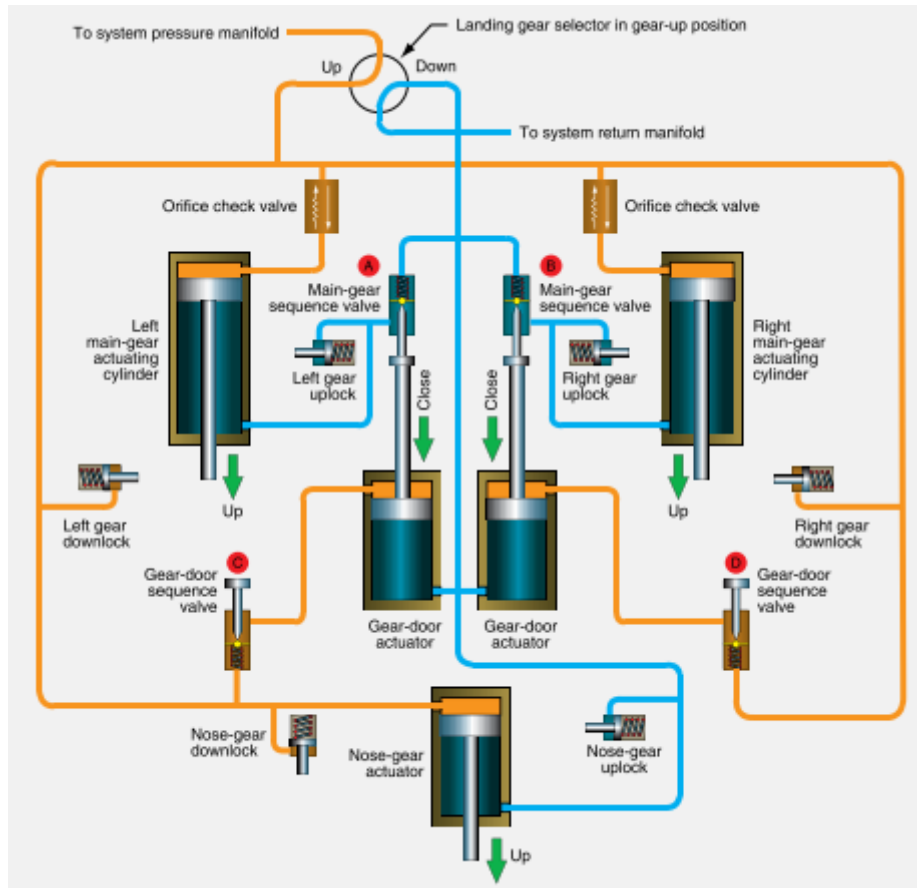 To system pressure manifold
Landing gear selector in gear-up position
Up
Down
To system return manifold
Orifice check valve
Orifice check valve
A
B
Main-gear
sequence valve
Main-gear
sequence valve
Left
main-gear
actuating
cylinder
Right
main-gear
actuating
cylinder
Left gear
uplock
Right gear
uplock
Close
Close
Up
Up
Left gear
downlock
Right gear
downlock
C
D
Gear-door
sequence
valve
Gear-door
sequence
valve
Gear-door
actuator
Gear-door
actuator
Nose-gear
downlock
Nose-gear
actuator
Nose-gear
uplock
Up